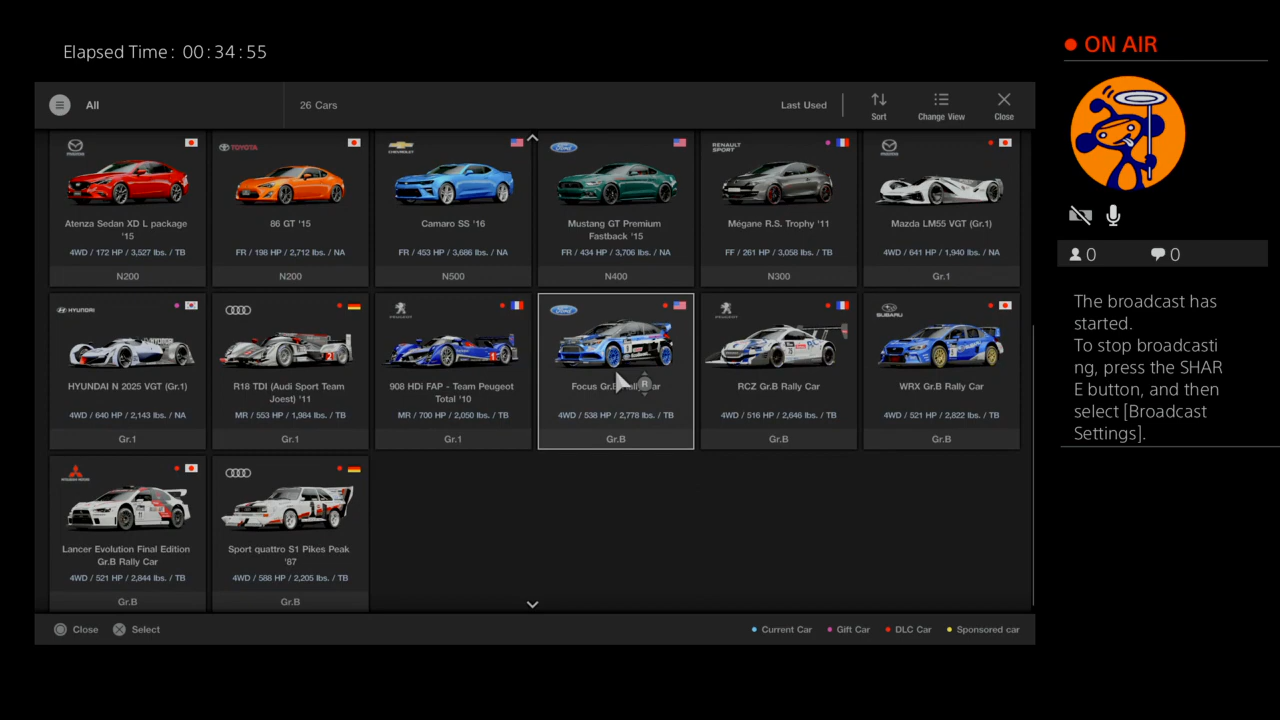 Elapsed Time: 00:34:55
ON AIR
All
26 Cars
Last Used
Sort
Change View
Close
TOYOTA
CHEVROLET
Ford
RENAULT SPORT
Atenza Sedan XD L package '15
86 GT '15
Camaro SS '16
Mustang GT Premium Fastback '15
Mégane R.S. Trophy '11
Mazda LM55 VGT (Gr.1)
4WD / 172 HP / 3,527 lbs. / TB
FR / 198 HP / 2,712 lbs. / NA
FR / 453 HP / 3,686 lbs. / NA
FR / 434 HP / 3,706 lbs. / NA
FF / 261 HP / 3,058 lbs. / TB
4WD / 641 HP / 1,940 lbs. / NA
N200
N200
N500
N400
N300
Gr.1
HYUNDAI
Ford
PEUGEOT
SUBARU
HYUNDAI N 2025 VGT (Gr.1)
R18 TDI (Audi Sport Team Joest) '11
908 HDi FAP - Team Peugeot Total '10
Focus Gr.B
RCZ Gr.B Rally Car
WRX Gr.B Rally Car
4WD / 640 HP / 2,143 lbs. / NA
MR / 553 HP / 1,984 lbs. / TB
MR / 700 HP / 2,050 lbs. / TB
4WD / 538 HP / 2,778 lbs. / TB
4WD / 516 HP / 2,646 lbs. / TB
4WD / 521 HP / 2,822 lbs. / TB
Gr.1
Gr.1
Gr.1
Gr.B
Gr.B
Gr.B
Lancer Evolution Final Edition Gr.B Rally Car
Sport quattro S1 Pikes Peak '87
4WD / 521 HP / 2,844 lbs. / TB
4WD / 588 HP / 2,205 lbs. / TB
Gr.B
Gr.B
Close
Select
Current Car
Gift Car
DLC Car
Sponsored car
0
0
The broadcast has
started.
To stop broadcasti
ng, press the SHAR
E button, and then
select [Broadcast
Settings].